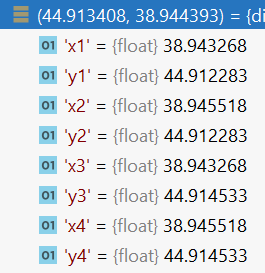 (44.913408, 38.944393) = {di
01 'x1' = {float} 38.943268
01 'y1' = {float} 44.912283
01 'x2' = {float} 38.945518
01 'y2' = {float} 44.912283
01 'x3' = {float} 38.943268
01 'y3' = {float} 44.914533
01 'x4' = {float} 38.945518
01 'y4' = {float} 44.914533